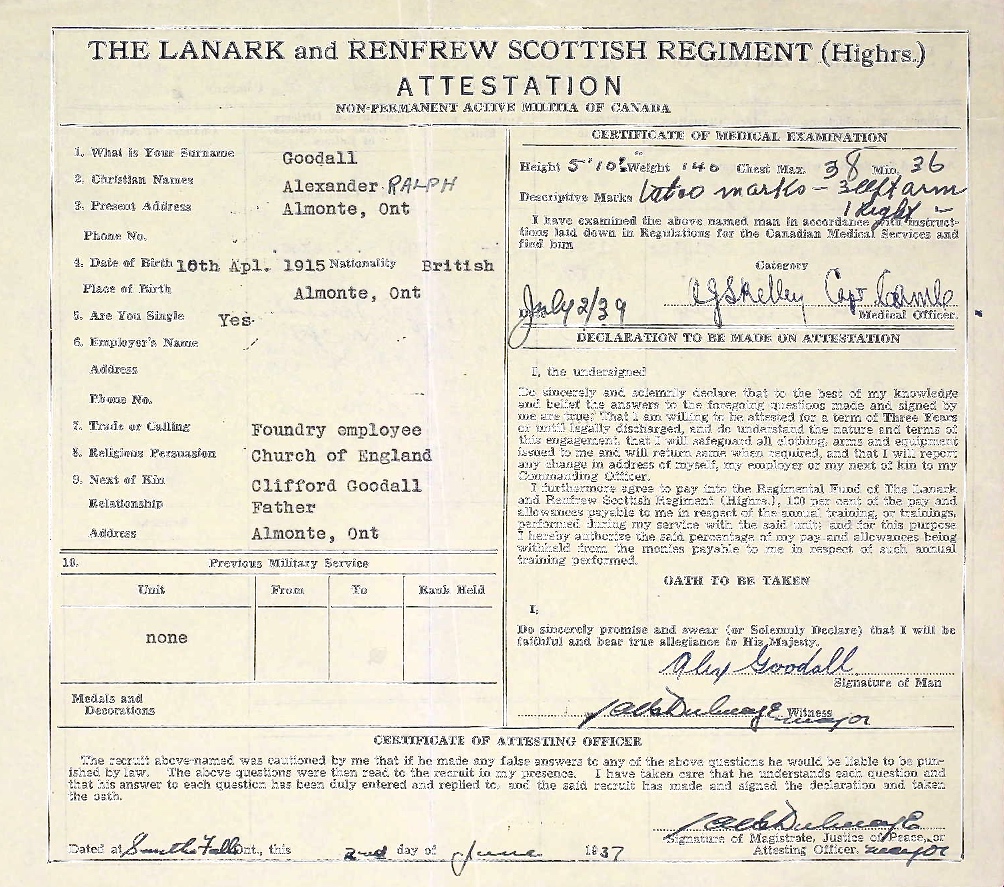 THE LANARK and RENFREW SCOTTISH REGIMENT (Highrs.)
ATTESTATION
NON-PERMANENT ACTIVE MILITIA OF CANADA
1. What is Your Surname Goodall
2. Christian Names Alexander RALPH
3. Present Address Almonte, Ont
Phone No.
4. Date of Birth 18th Apl. 1915 Nationality British
Place of Birth Almonte, Ont
5. Are You Single Yes
6. Employer's Name
Address
Phone No.
7. Trade or Calling Foundry employee
8. Religious Persuasion Church of England
9. Next of Kin Clifford Goodall
Relationship Father
Address Almonte, Ont
10. Previous Military Service
Unit From To Rank Held
none
Medals and
Decorations
CERTIFICATE OF MEDICAL EXAMINATION
Height 5'10" Weight 140 Chest Max. 38 Min. 36
Descriptive Marks tatoo marks – 3 left arm
1 Right –
I have examined the above named man in accordance with instruc-
tions laid down in Regulations for the Canadian Medical Services and
find him
Category
July 2/39 Capt
Medical Officer.
DECLARATION TO BE MADE ON ATTESTATION
I, the undersigned
Do sincerely and solemnly declare that to the best of my knowledge
and belief the answers to the foregoing questions made and signed by
me are true: That I am willing to be attested for a term of Three Years
or until legally discharged, and do understand the nature and terms of
this engagement, that I will safeguard all clothing, arms and equipment
issued to me and will return same when required, and that I will report
any change in address of myself, my employer or my next of kin to my
Commanding Officer.
I furthermore agree to pay into the Regimental Fund of The Lanark
and Renfrew Scottish Regiment (Highrs.), 100 per cent of the pay and
allowances payable to me in respect of the annual training, or trainings,
performed during my service with the said unit; and for this purpose
I hereby authorize the said percentage of my pay and allowances being
withheld from the monies payable to me in respect of such annual
training performed.
OATH TO BE TAKEN
I,
Do sincerely promise and swear (or Solemnly Declare) that I will be
faithful and bear true allegiance to His Majesty.
Alex Goodall
Signature of Man
Witness
major
CERTIFICATE OF ATTESTING OFFICER
The recruit above-named was cautioned by me that if he made any false answers to any of the above questions he would be liable to be pun-
ished by law. The above questions were then read to the recruit in my presence. I have taken care that he understands each question and
that his answer to each question has been duly entered and replied to, and the said recruit has made and signed the declaration and taken
the oath.
Signature of Magistrate, Justice of Peace, or
Dated at Smiths Falls Ont., this 2nd day of June 1937 Attesting Officer. major